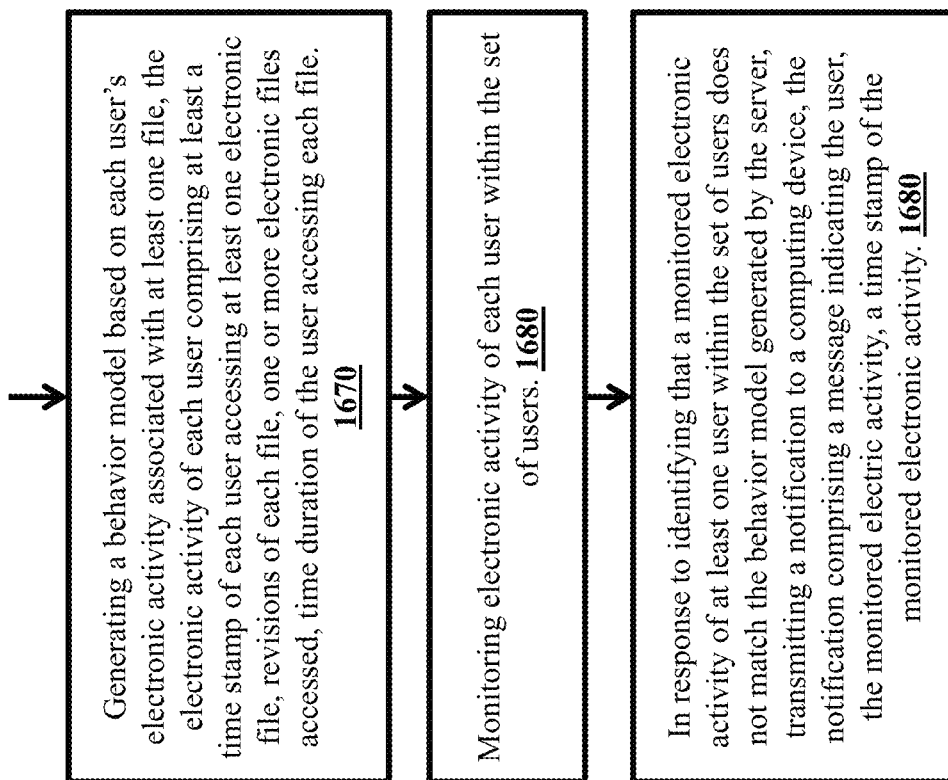 Generating a behavior model based on each user's
electronic activity associated with at least one file, the
electronic activity of each user comprising at least a
time stamp of each user accessing at least one electronic
file, revisions of each file, one or more electronic files
accessed, time duration of the user accessing each file.
1670
Monitoring electronic activity of each user within the set
of users. 1680
In response to identifying that a monitored electronic
activity of at least one user within the set of users does
not match the behavior model generated by the server,
transmitting a notification to a computing device, the
notification comprising a message indicating the user,
the monitored electric activity, a time stamp of the
monitored electronic activity. 1680